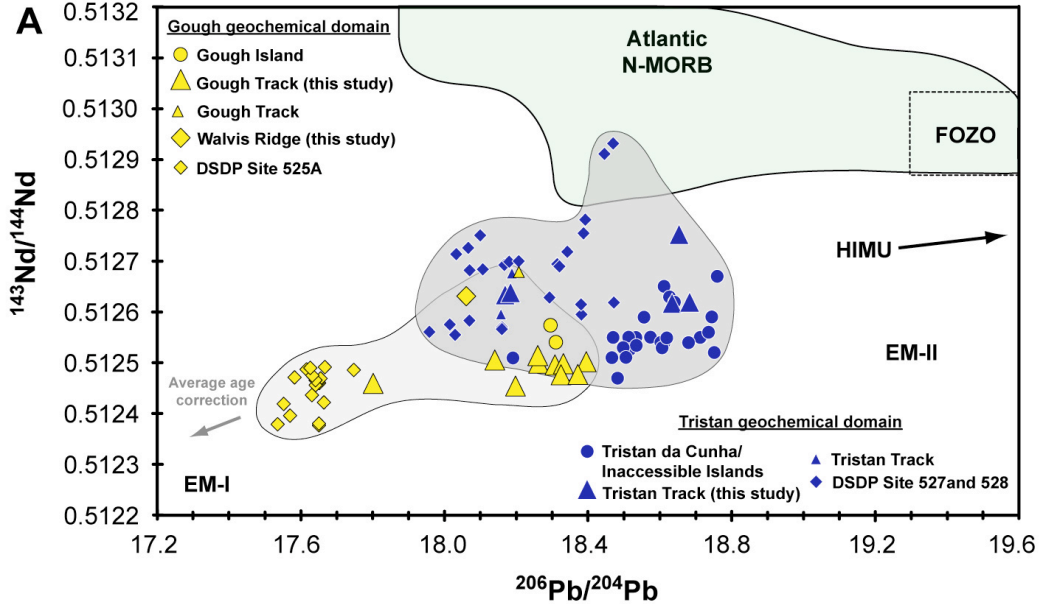 A
Gough geochemical domain
Gough Island
Gough Track (this study)
Gough Track
Walvis Ridge (this study)
DSDP Site 525A
Atlantic
N-MORB
FOZO
HIMU
EM-II
Average age
correction
EM-I
Tristan geochemical domain
Tristan da Cunha/
Inaccessible Islands
Tristan Track (this study)
Tristan Track
DSDP Site 527and 528
0.5132
0.5131
0.5130
0.5129
0.5128
0.5127
0.5126
0.5125
0.5124
0.5123
0.5122
¹⁴³Nd/¹⁴⁴Nd
17.2
17.6
18.0
18.4
18.8
19.2
19.6
²⁰⁶Pb/²⁰⁴Pb